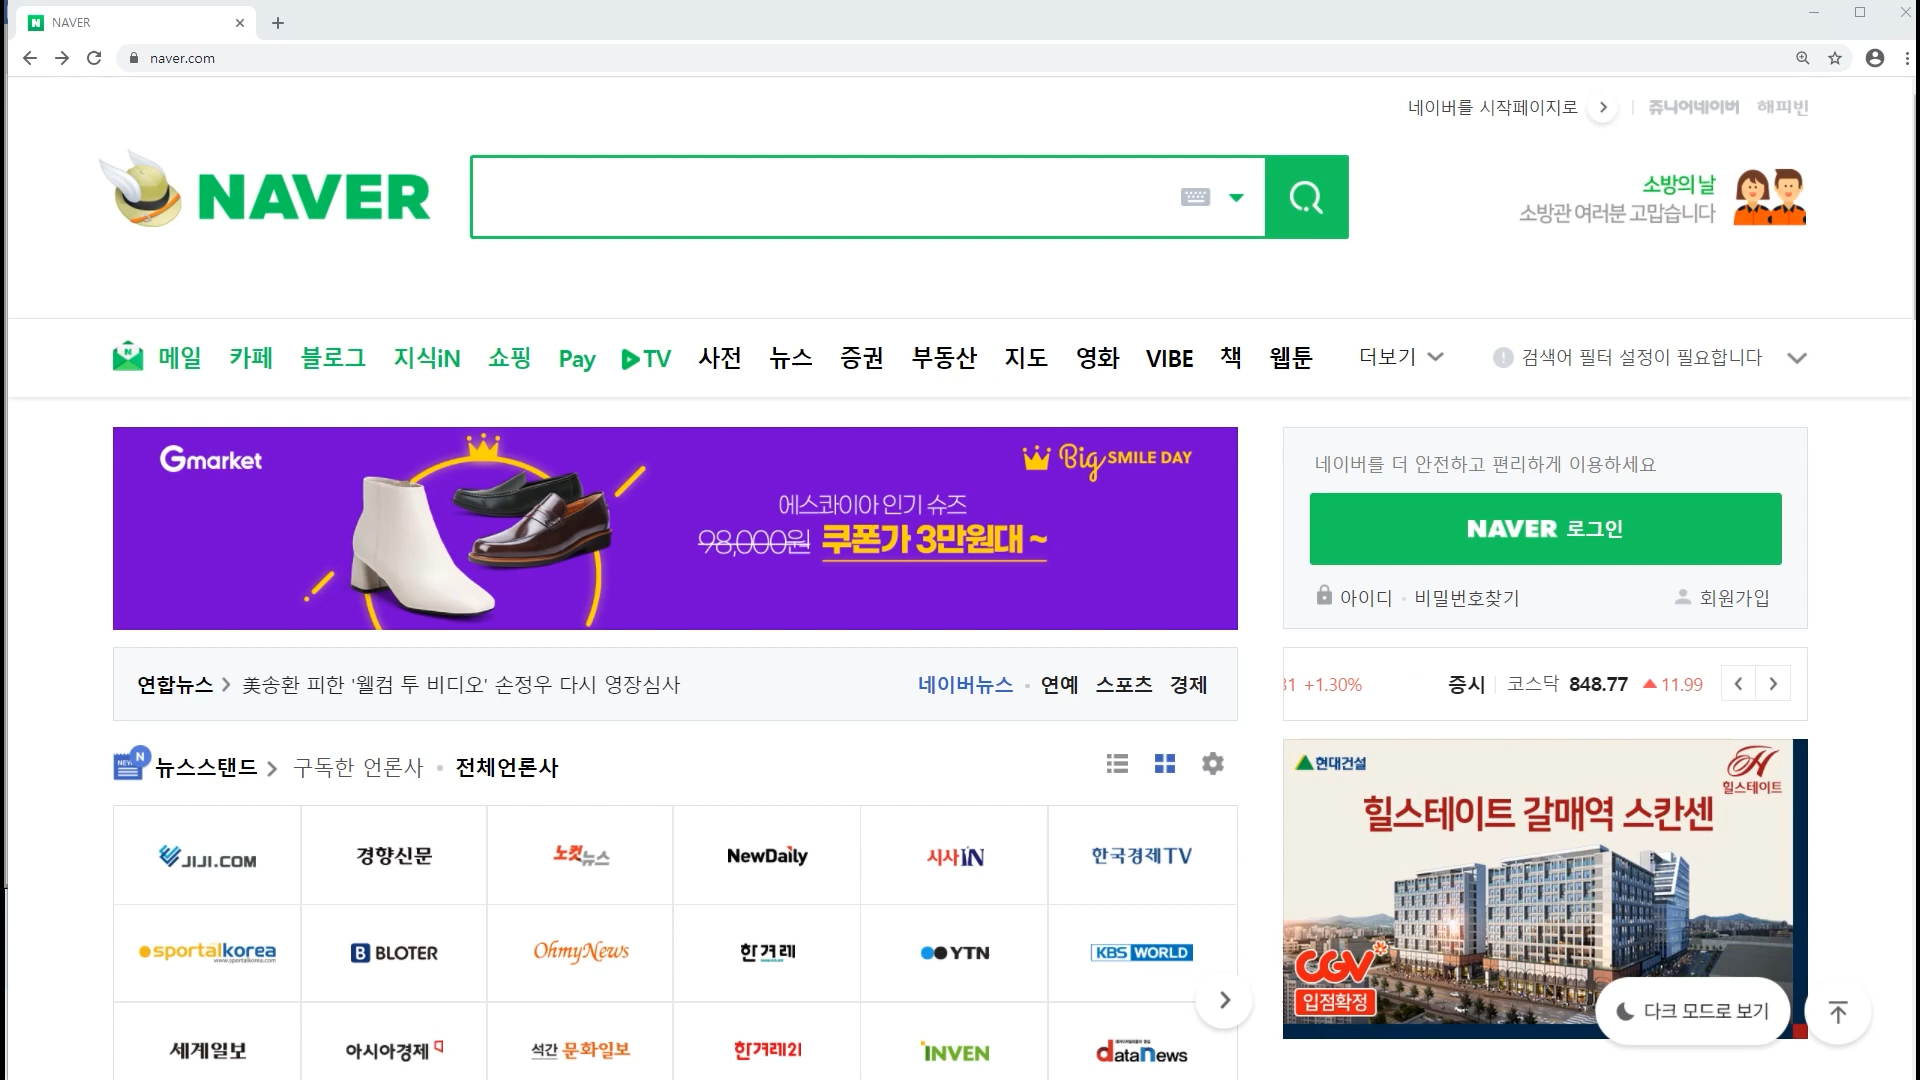 NAVER
naver.com
네이버를 시작페이지로
쥬니어네이버 해피빈
NAVER
소방의 날
소방관 여러분 고맙습니다
메일 카페 블로그 지식iN 쇼핑 Pay TV 사전 뉴스 증권 부동산 지도 영화 VIBE 책 웹툰 더보기
검색어 필터 설정이 필요합니다
Gmarket
Big SMILE DAY
에스콰이아 인기 슈즈
98,000원 쿠폰가 3만원대 ~
네이버를 더 안전하고 편리하게 이용하세요
NAVER 로그인
아이디 · 비밀번호찾기 회원가입
연합뉴스 > 美송환 피한 '웰컴 투 비디오' 손정우 다시 영장심사
네이버뉴스 · 연예 스포츠 경제
+1.30% 증시 코스닥 848.77 ▲ 11.99
뉴스스탠드 > 구독한 언론사 · 전체언론사
JIJI.COM 경향신문 노컷뉴스 NewDaily 시사IN 한국경제TV
sportalkorea BLOTER OhmyNews 한겨레 YTN KBS WORLD
www.sportalkorea.com
세계일보 아시아경제 석간 문화일보 한겨레21 INVEN dataNews
현대건설
힐스테이트
힐스테이트 갈매역 스칸센
CGV
입점확정
다크 모드로 보기